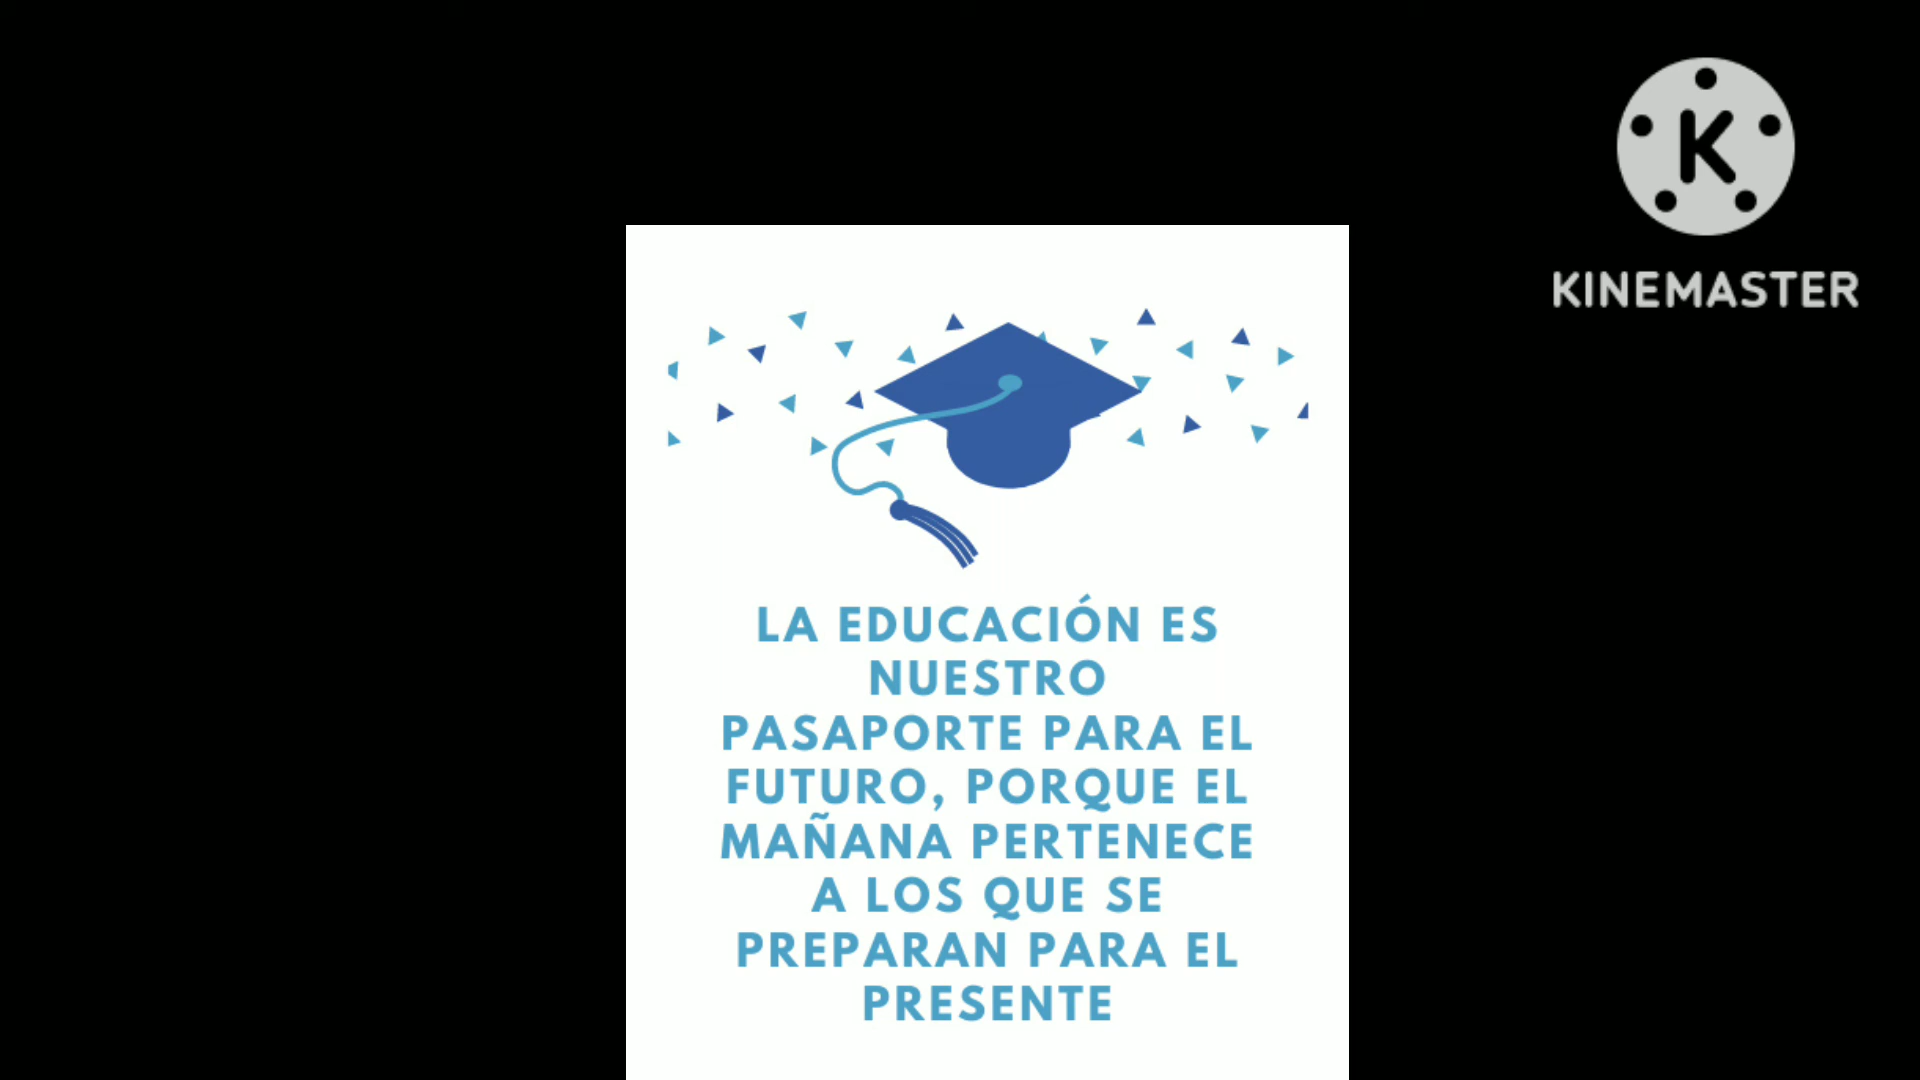 K
KINEMASTER
LA EDUCACIÓN ES
NUESTRO
PASAPORTE PARA EL
FUTURO, PORQUE EL
MAÑANA PERTENECE
A LOS QUE SE
PREPARAN PARA EL
PRESENTE